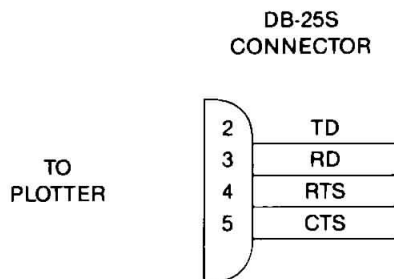 DB-25S
CONNECTOR
TO
PLOTTER
2 TD
3 RD
4 RTS
5 CTS